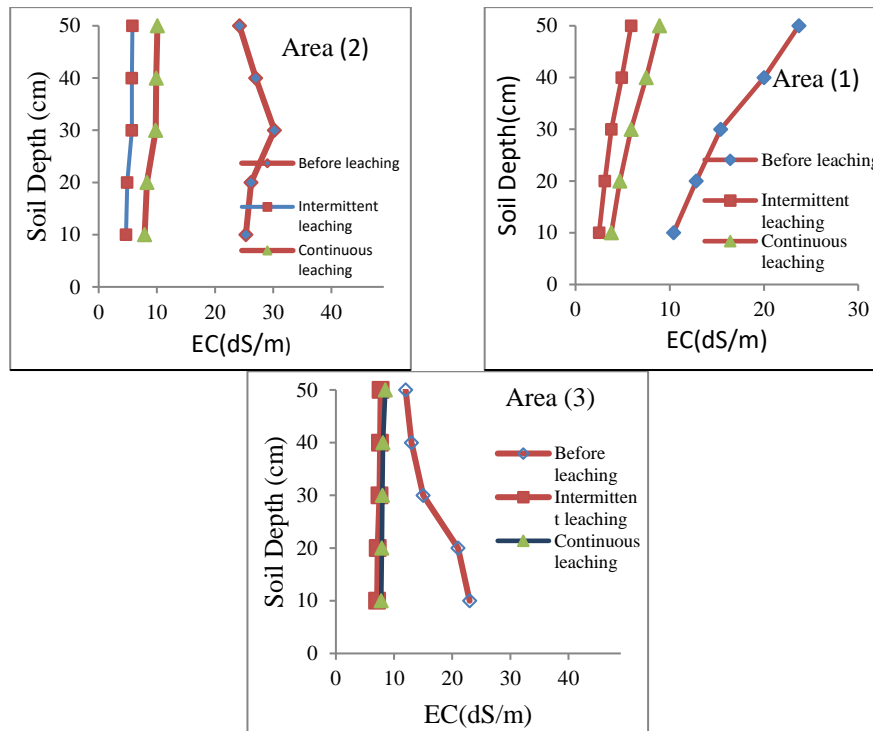 50
40
30
20
10
0
Soil Depth (cm)
Area (2)
Before leaching
Intermittent
leaching
Continuous
leaching
0 10 20 30 40
EC(dS/m)
50
40
30
20
10
0
Soil Depth(cm)
Area (1)
Before leaching
Intermittent
leaching
Continuous
leaching
0 10 20 30
EC(dS/m)
50
40
30
20
10
0
Soil Depth (cm)
Area (3)
Before
leaching
Intermitten
t leaching
Continuous
leaching
0 10 20 30 40
EC(dS/m)